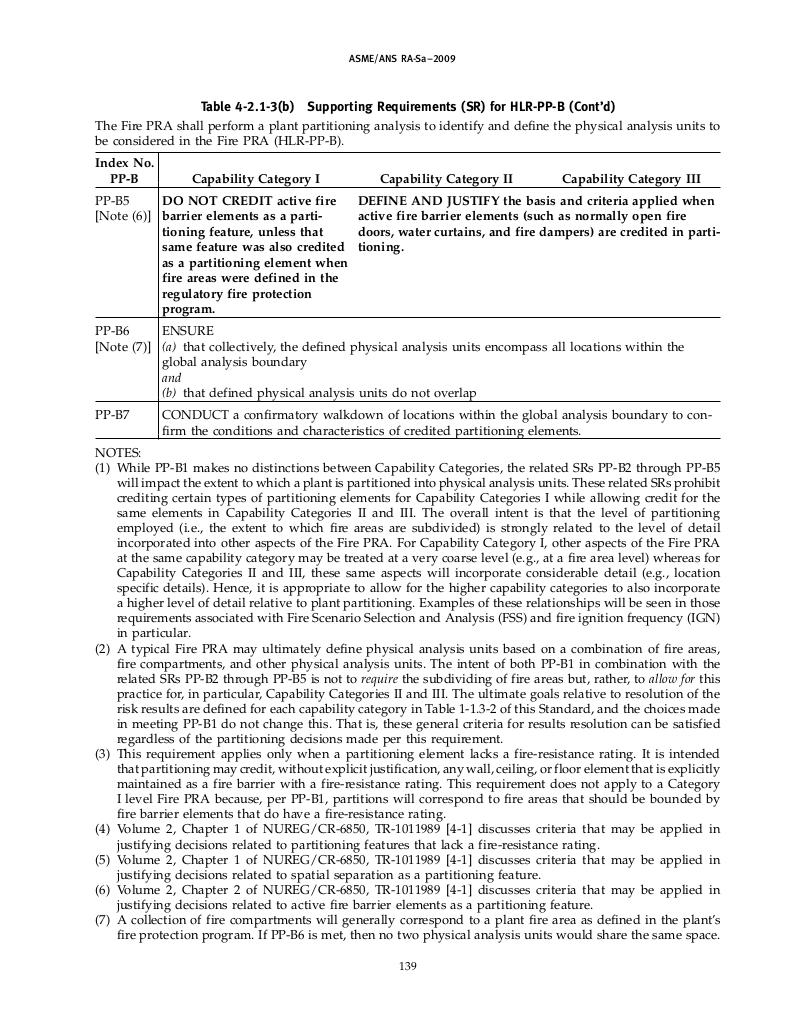 ASME/ANS RA-Sa–2009
Table 4-2.1-3(b) Supporting Requirements (SR) for HLR-PP-B (Cont’d)
The Fire PRA shall perform a plant partitioning analysis to identify and define the physical analysis units to
be considered in the Fire PRA (HLR-PP-B).
Index No.
PP-B Capability Category I Capability Category II Capability Category III
PP-B5
[Note (6)]
DO NOT CREDIT active fire
barrier elements as a parti-
tioning feature, unless that
same feature was also credited
as a partitioning element when
fire areas were defined in the
regulatory fire protection
program.
DEFINE AND JUSTIFY the basis and criteria applied when
active fire barrier elements (such as normally open fire
doors, water curtains, and fire dampers) are credited in parti-
tioning.
PP-B6
[Note (7)]
ENSURE
(a) that collectively, the defined physical analysis units encompass all locations within the
global analysis boundary
and
(b) that defined physical analysis units do not overlap
PP-B7
CONDUCT a confirmatory walkdown of locations within the global analysis boundary to con-
firm the conditions and characteristics of credited partitioning elements.
NOTES:
(1) While PP-B1 makes no distinctions between Capability Categories, the related SRs PP-B2 through PP-B5
will impact the extent to which a plant is partitioned into physical analysis units. These related SRs prohibit
crediting certain types of partitioning elements for Capability Categories I while allowing credit for the
same elements in Capability Categories II and III. The overall intent is that the level of partitioning
employed (i.e., the extent to which fire areas are subdivided) is strongly related to the level of detail
incorporated into other aspects of the Fire PRA. For Capability Category I, other aspects of the Fire PRA
at the same capability category may be treated at a very coarse level (e.g., at a fire area level) whereas for
Capability Categories II and III, these same aspects will incorporate considerable detail (e.g., location
specific details). Hence, it is appropriate to allow for the higher capability categories to also incorporate
a higher level of detail relative to plant partitioning. Examples of these relationships will be seen in those
requirements associated with Fire Scenario Selection and Analysis (FSS) and fire ignition frequency (IGN)
in particular.
(2) A typical Fire PRA may ultimately define physical analysis units based on a combination of fire areas,
fire compartments, and other physical analysis units. The intent of both PP-B1 in combination with the
related SRs PP-B2 through PP-B5 is not to require the subdividing of fire areas but, rather, to allow for this
practice for, in particular, Capability Categories II and III. The ultimate goals relative to resolution of the
risk results are defined for each capability category in Table 1-1.3-2 of this Standard, and the choices made
in meeting PP-B1 do not change this. That is, these general criteria for results resolution can be satisfied
regardless of the partitioning decisions made per this requirement.
(3) This requirement applies only when a partitioning element lacks a fire-resistance rating. It is intended
that partitioning may credit, without explicit justification, any wall, ceiling, or floor element that is explicitly
maintained as a fire barrier with a fire-resistance rating. This requirement does not apply to a Category
I level Fire PRA because, per PP-B1, partitions will correspond to fire areas that should be bounded by
fire barrier elements that do have a fire-resistance rating.
(4) Volume 2, Chapter 1 of NUREG/CR-6850, TR-1011989 [4-1] discusses criteria that may be applied in
justifying decisions related to partitioning features that lack a fire-resistance rating.
(5) Volume 2, Chapter 1 of NUREG/CR-6850, TR-1011989 [4-1] discusses criteria that may be applied in
justifying decisions related to spatial separation as a partitioning feature.
(6) Volume 2, Chapter 2 of NUREG/CR-6850, TR-1011989 [4-1] discusses criteria that may be applied in
justifying decisions related to active fire barrier elements as a partitioning feature.
(7) A collection of fire compartments will generally correspond to a plant fire area as defined in the plant’s
fire protection program. If PP-B6 is met, then no two physical analysis units would share the same space.
139